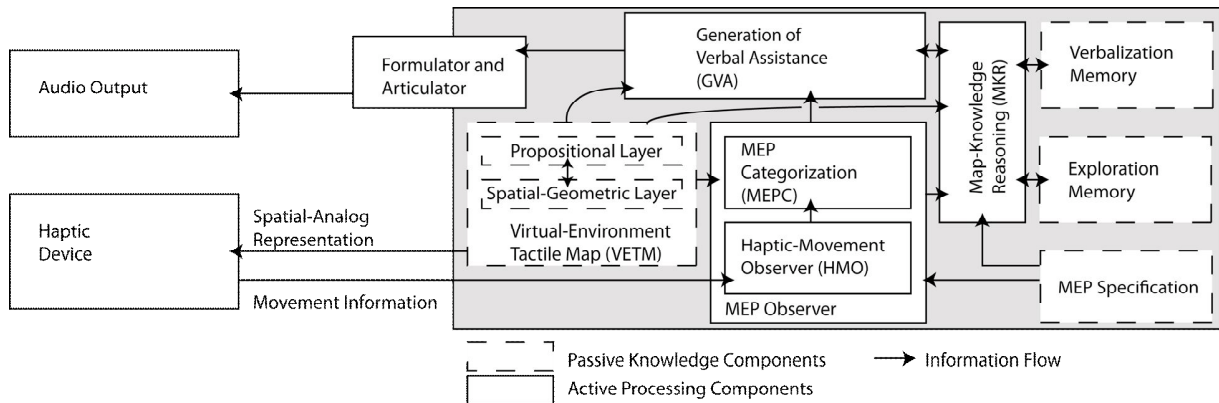 Audio Output
Formulator and
Articulator
Generation of
Verbal Assistance
(GVA)
Map-Knowledge
Reasoning (MKR)
Verbalization
Memory
Exploration
Memory
MEP Specification
Propositional Layer
Spatial-Geometric Layer
Virtual-Environment
Tactile Map (VETM)
MEP
Categorization
(MEPC)
Haptic-Movement
Observer (HMO)
MEP Observer
Haptic
Device
Spatial-Analog
Representation
Movement Information
Passive Knowledge Components
Information Flow
Active Processing Components